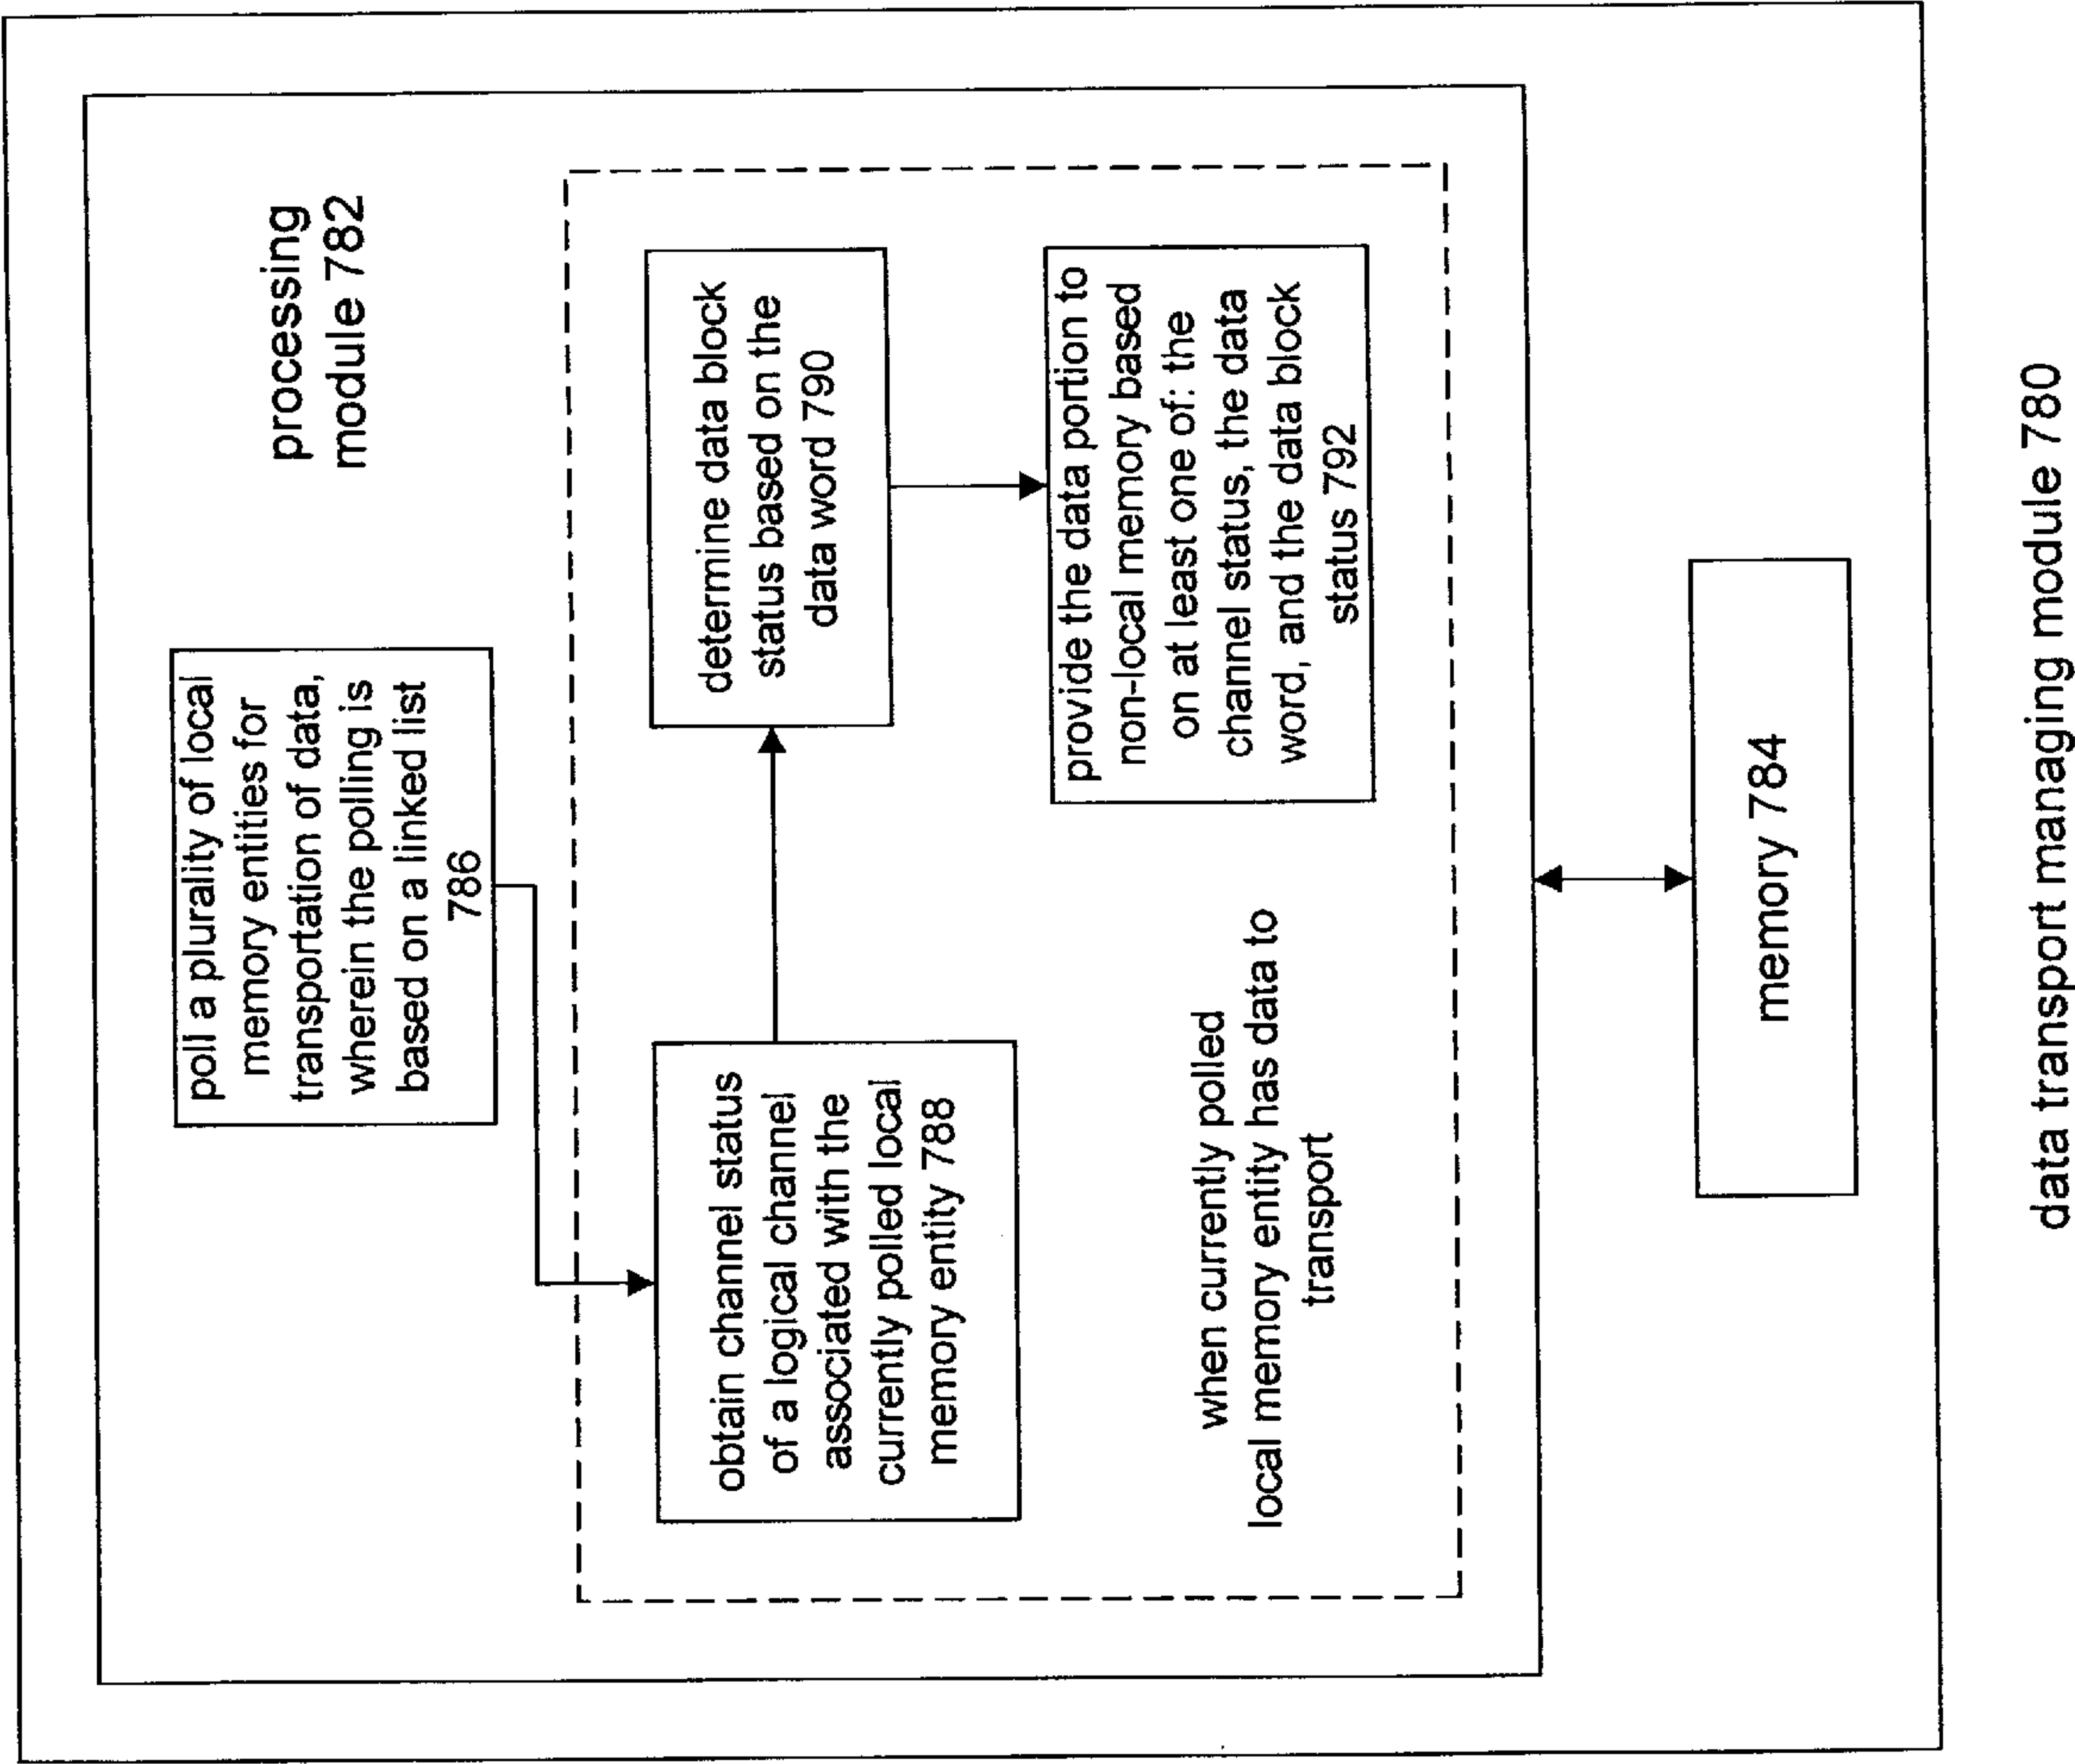 processing
module 782
poll a plurality of local
memory entities for
transportation of data,
wherein the polling is
based on a linked list
786
obtain channel status
of a logical channel
associated with the
currently polled local
memory entity 788
determine data block
status based on the
data word 790
provide the data portion to
non-local memory based
on at least one of: the
channel status, the data
word, and the data block
status 792
when currently polled
local memory entity has data to
transport
memory 784
data transport managing module 780